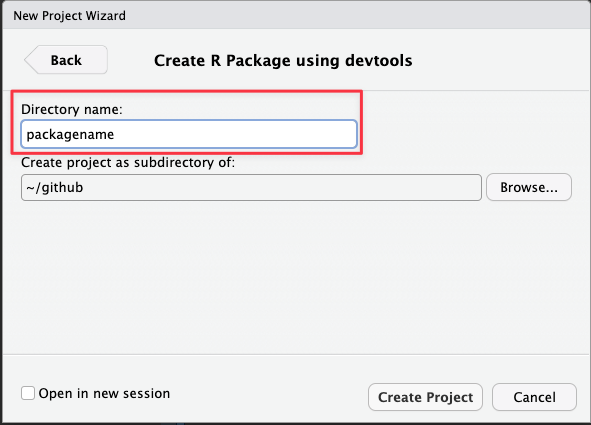 New Project Wizard
Back
Create R Package using devtools
Directory name:
packagename
Create project as subdirectory of:
~/github
Browse...
Open in new session
Create Project
Cancel